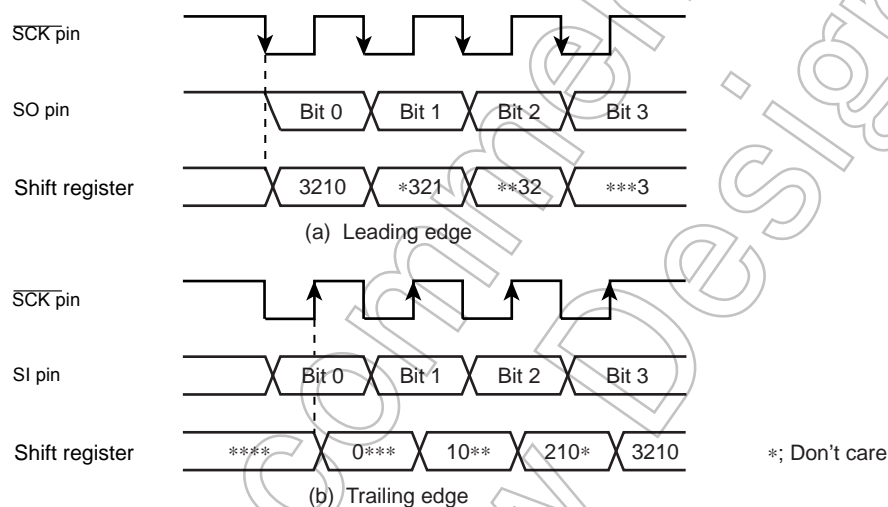 SCK pin
SO pin Bit 0 Bit 1 Bit 2 Bit 3
Shift register 3210 *321 **32 ***3
(a) Leading edge
SCK pin
SI pin Bit 0 Bit 1 Bit 2 Bit 3
Shift register **** 0*** 10** 210* 3210 *; Don't care
(b) Trailing edge